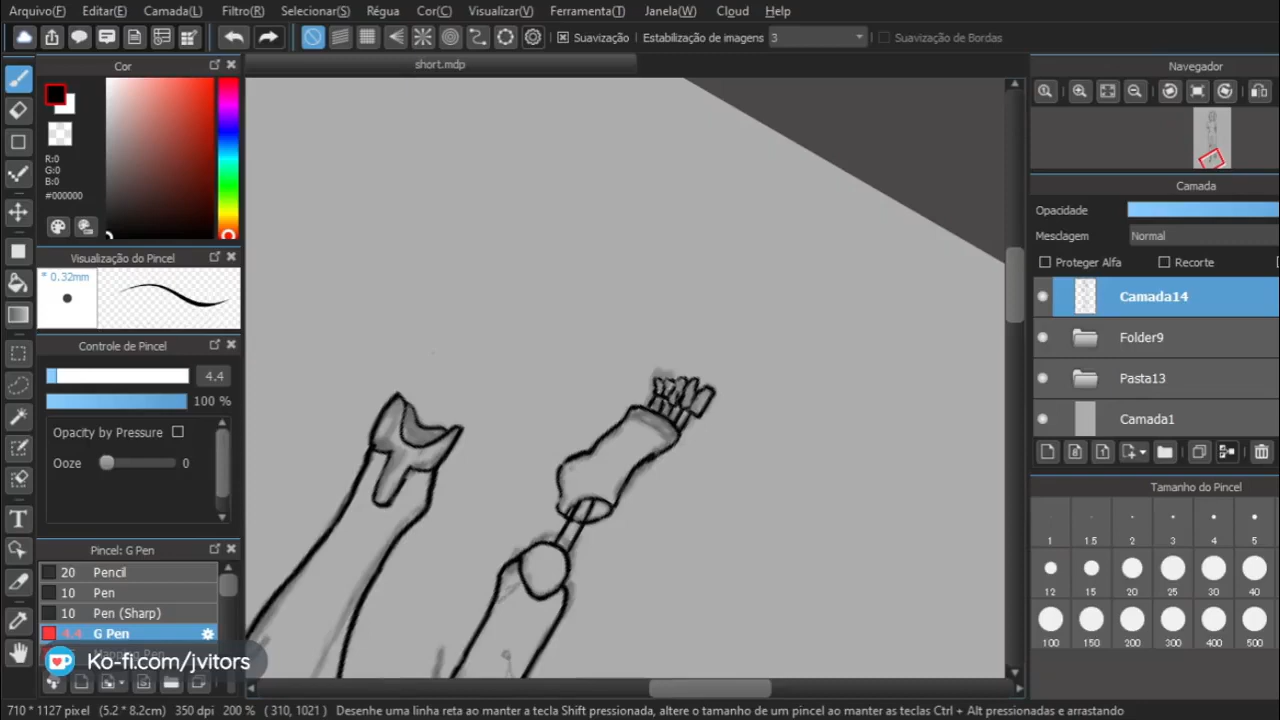 Arquivo(F) Editar(E) Camada(L) Filtro(R) Selecionar(S) Régua Cor(C) Visualizar(V) Ferramenta(T) Janela(W) Cloud Help
Suavização Estabilização de imagens 3 Suavização de Bordas
Cor
short.mdp
Navegador
R:0
G:0
B:0
#000000
Visualização do Pincel
* 0.32mm
Controle de Pincel
4.4
100 %
Opacity by Pressure
Ooze 0
Pincel: G Pen
20 Pencil
10 Pen
10 Pen (Sharp)
4.4 G Pen
Mapping Pen
Ko-fi.com/jvitors
Camada
Opacidade
Mesclagem Normal
Proteger Alfa Recorte
Camada14
Folder9
Pasta13
Camada1
Tamanho do Pincel
1 1.5 2 3 4 5
12 15 20 25 30 40
100 150 200 300 400 500
710 * 1127 pixel (5.2 * 8.2cm) 350 dpi 200 % ( 310, 1021 ) Desenhe uma linha reta ao manter a tecla Shift pressionada, altere o tamanho de um pincel ao manter as teclas Ctrl + Alt pressionadas e arrastando